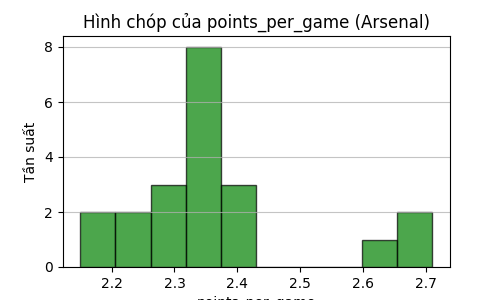 Hình chóp của points_per_game (Arsenal)
Tần suất
8
6
4
2
0
2.2 2.3 2.4 2.5 2.6 2.7
points_per_game